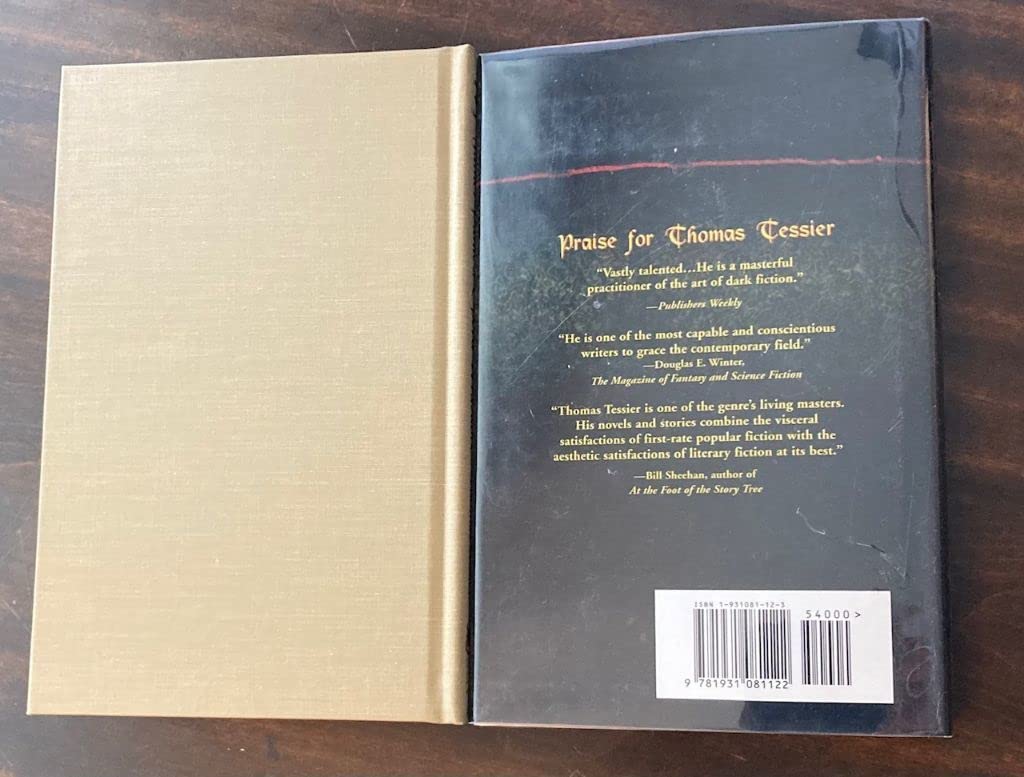 Praise for Thomas Tessier
“Vastly talented...He is a masterful
practitioner of the art of dark fiction.”
—Publishers Weekly
“He is one of the most capable and conscientious
writers to grace the contemporary field.”
—Douglas E. Winter,
The Magazine of Fantasy and Science Fiction
“Thomas Tessier is one of the genre's living masters.
His novels and stories combine the visceral
satisfactions of first-rate popular fiction with the
aesthetic satisfactions of literary fiction at its best.”
—Bill Sheehan, author of
At the Foot of the Story Tree
ISBN 1-931081-12-3
54000>
9 781931 081122